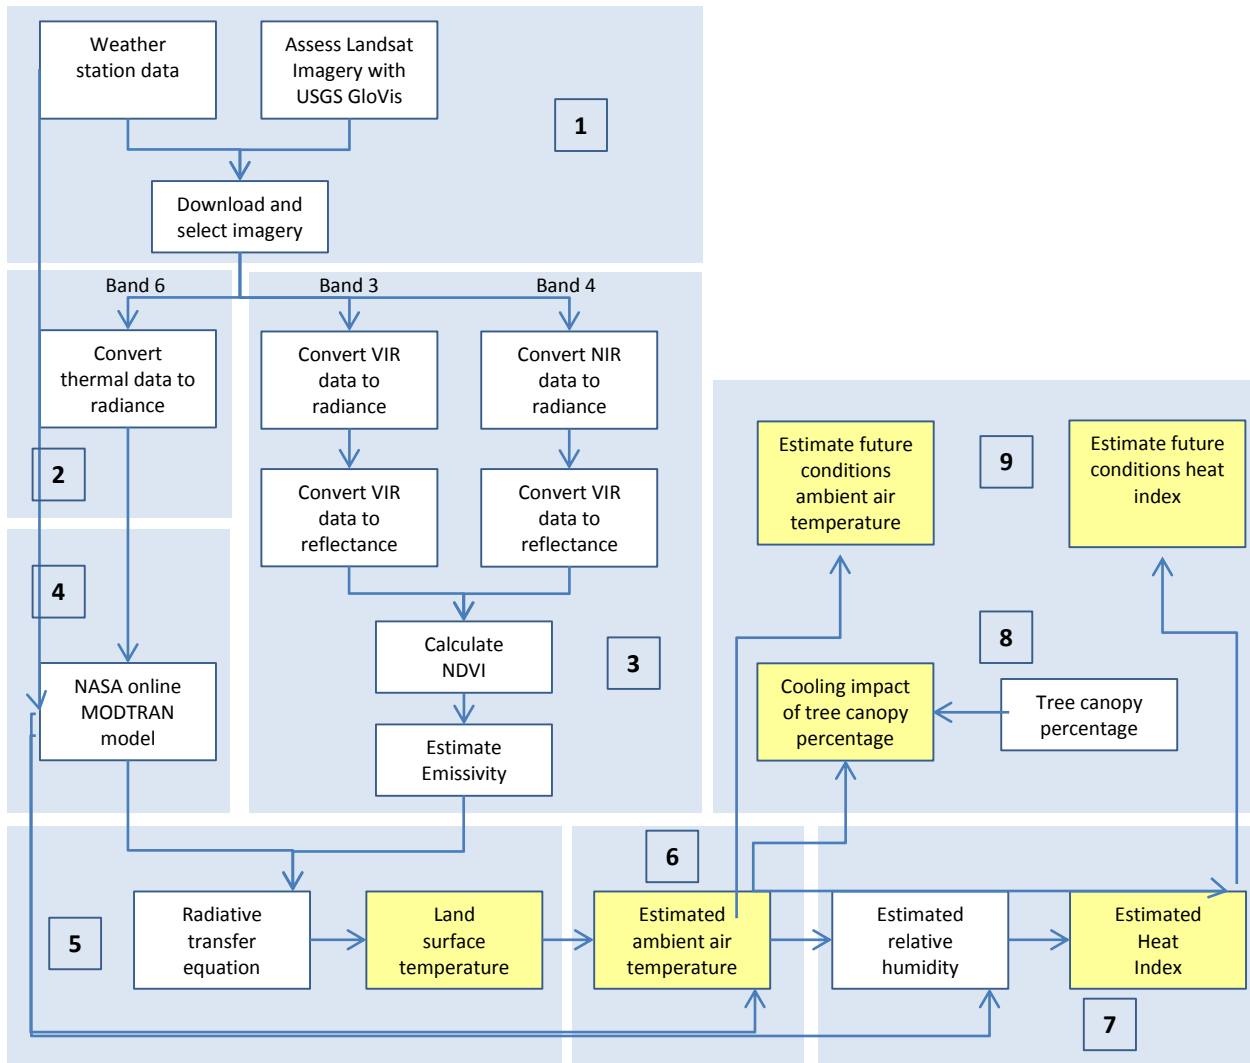 Weather
station data
Assess Landsat
Imagery with
USGS GloVis
1
Download and
select imagery
Band 6
Band 3
Band 4
Convert
thermal data to
radiance
Convert VIR
data to
radiance
Convert NIR
data to
radiance
2
Convert VIR
data to
reflectance
Convert VIR
data to
reflectance
Estimate future
conditions
ambient air
temperature
9
Estimate future
conditions heat
index
4
Calculate
NDVI
3
8
NASA online
MODTRAN
model
Estimate
Emissivity
Cooling impact
of tree canopy
percentage
Tree canopy
percentage
5
Radiative
transfer
equation
Land
surface
temperature
6
Estimated
ambient air
temperature
Estimated
relative
humidity
Estimated
Heat
Index
7